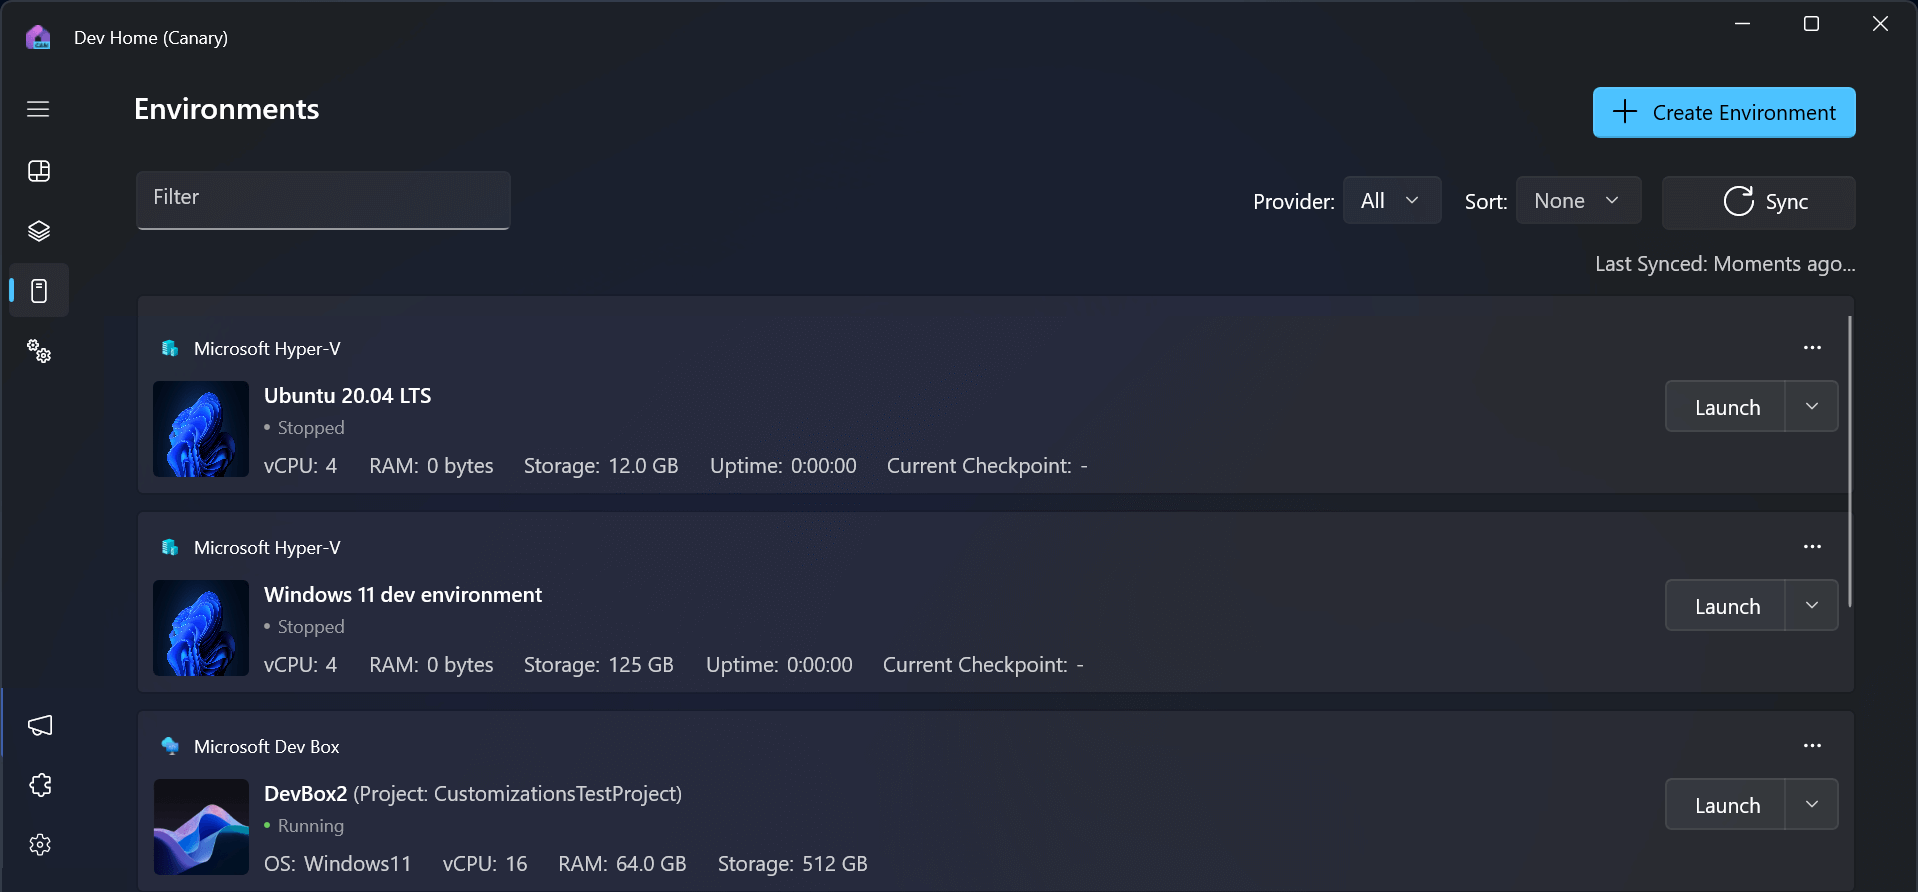 Dev Home (Canary)
Environments
Create Environment
Filter
Provider: All Sort: None Sync
Last Synced: Moments ago...
Microsoft Hyper-V
Ubuntu 20.04 LTS
• Stopped
Launch
vCPU: 4 RAM: 0 bytes Storage: 12.0 GB Uptime: 0:00:00 Current Checkpoint: -
Microsoft Hyper-V
Windows 11 dev environment
• Stopped
Launch
vCPU: 4 RAM: 0 bytes Storage: 125 GB Uptime: 0:00:00 Current Checkpoint: -
Microsoft Dev Box
DevBox2 (Project: CustomizationsTestProject)
• Running
Launch
OS: Windows11 vCPU: 16 RAM: 64.0 GB Storage: 512 GB